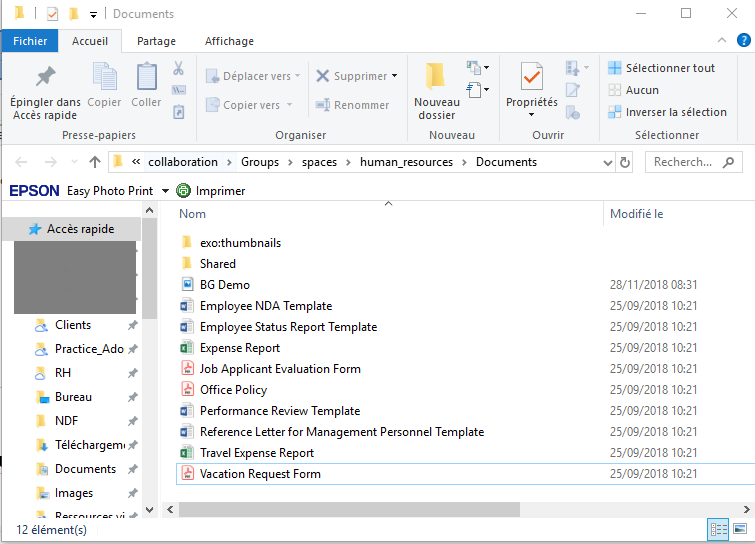 Documents
Fichier Accueil Partage Affichage
Épingler dans Accès rapide
Copier
Coller
Presse-papiers
Déplacer vers
Copier vers
Supprimer
Renommer
Organiser
Nouveau dossier
Nouveau
Propriétés
Ouvrir
Sélectionner tout
Aucun
Inverser la sélection
Sélectionner
« collaboration > Groups > spaces > human_resources > Documents
Recherch...
EPSON Easy Photo Print Imprimer
Accès rapide
Clients
Practice_Ado
RH
Bureau
NDF
Téléchargem
Documents
Images
Ressources vi
Nom Modifié le
exo:thumbnails
Shared
BG Demo 28/11/2018 08:31
Employee NDA Template 25/09/2018 10:21
Employee Status Report Template 25/09/2018 10:21
Expense Report 25/09/2018 10:21
Job Applicant Evaluation Form 25/09/2018 10:21
Office Policy 25/09/2018 10:21
Performance Review Template 25/09/2018 10:21
Reference Letter for Management Personnel Template 25/09/2018 10:21
Travel Expense Report 25/09/2018 10:21
Vacation Request Form 25/09/2018 10:21
12 élément(s)